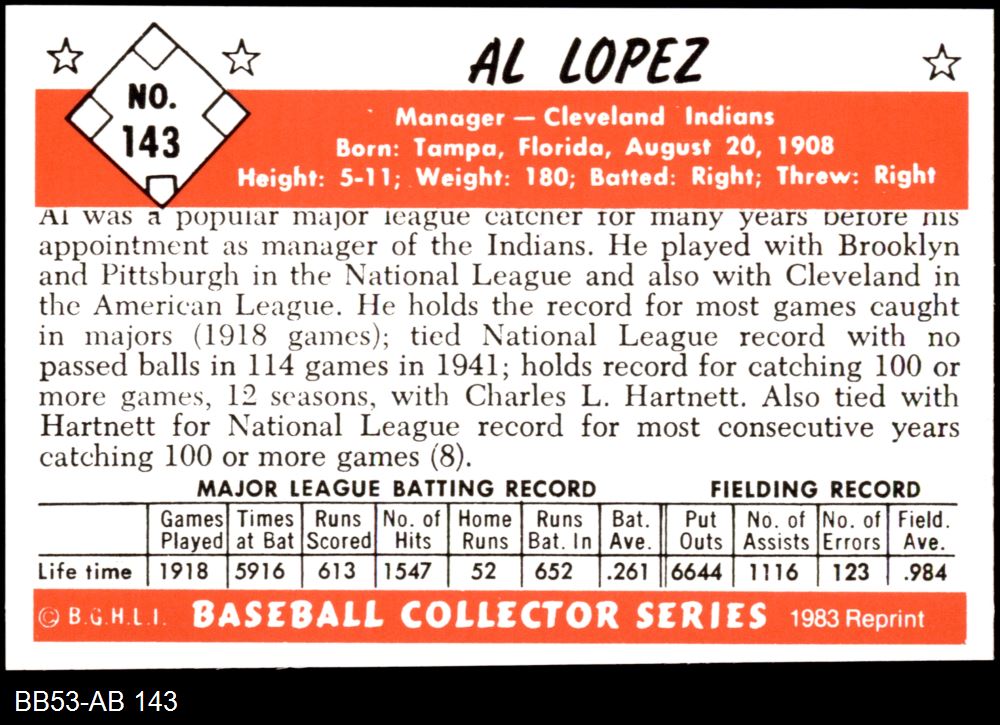 AL LOPEZ
NO.
143
Manager — Cleveland Indians
Born: Tampa, Florida, August 20, 1908
Height: 5-11; Weight: 180; Batted: Right; Threw: Right
Al was a popular major league catcher for many years before his
appointment as manager of the Indians. He played with Brooklyn
and Pittsburgh in the National League and also with Cleveland in
the American League. He holds the record for most games caught
in majors (1918 games); tied National League record with no
passed balls in 114 games in 1941; holds record for catching 100 or
more games, 12 seasons, with Charles L. Hartnett. Also tied with
Hartnett for National League record for most consecutive years
catching 100 or more games (8).
MAJOR LEAGUE BATTING RECORD FIELDING RECORD
Games Times Runs No. of Home Runs Bat. Put No. of No. of Field.
Played at Bat Scored Hits Runs Bat. In Ave. Outs Assists Errors Ave.
Life time 1918 5916 613 1547 52 652 .261 6644 1116 123 .984
© B.G.H.L.I. BASEBALL COLLECTOR SERIES 1983 Reprint
BB53-AB 143